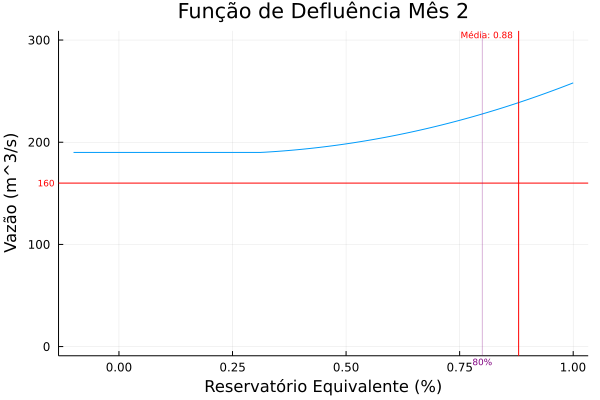 Função de Defluência Mês 2
Média: 0.88
300
200
160
100
0
Vazão (m^3/s)
0.00
0.25
0.50
0.75
80%
1.00
Reservatório Equivalente (%)